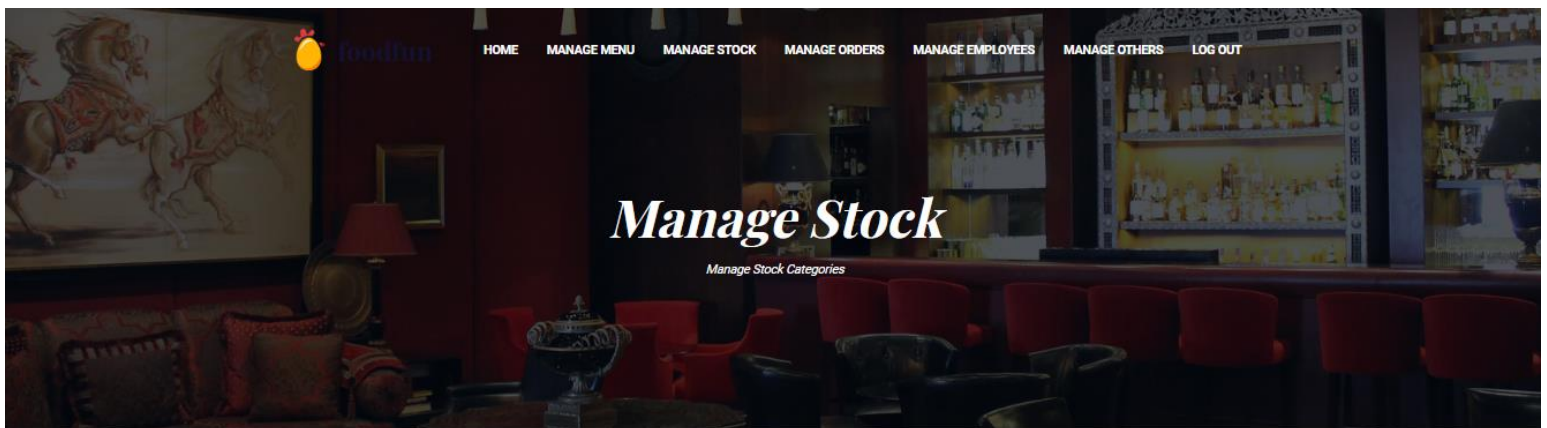 foodfun
HOME MANAGE MENU MANAGE STOCK MANAGE ORDERS MANAGE EMPLOYEES MANAGE OTHERS LOG OUT
Manage Stock
Manage Stock Categories